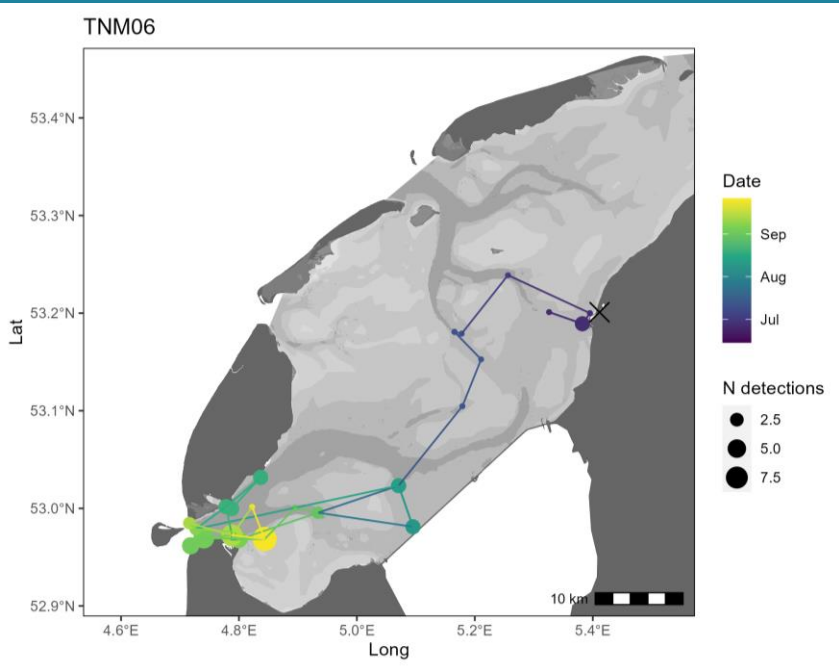 TNM06
53.4°N
53.3°N
53.2°N
53.1°N
53.0°N
52.9°N
Lat
4.6°E 4.8°E 5.0°E 5.2°E 5.4°E
Long
10 km
Date
Sep
Aug
Jul
N detections
2.5
5.0
7.5